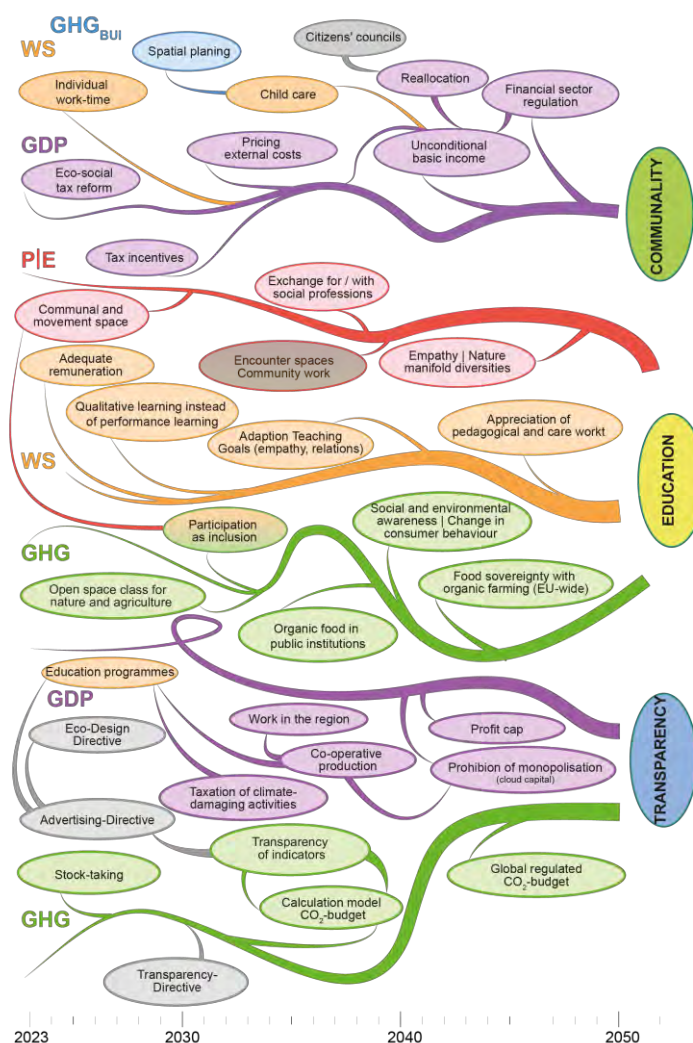 GHG BUI
WS
Spatial planing
Citizens' councils
Individual
work-time
Child care
Reallocation
Financial sector
regulation
GDP
Pricing
external costs
Unconditional
basic income
Eco-social
tax reform
COMMUNALITY
Tax incentives
P|E
Exchange for / with
social professions
Communal and
movement space
Encounter spaces
Community work
Empathy | Nature
manifold diversities
Adequate
remuneration
Qualitative learning instead
of performance learning
Adaption Teaching
Goals (empathy, relations)
Appreciation of
pedagogical and care workt
WS
EDUCATION
Participation
as inclusion
Social and environmental
awareness | Change in
consumer behaviour
GHG
Open space class for
nature and agriculture
Food sovereignty with
organic farming (EU-wide)
Organic food in
public institutions
Education programmes
GDP
Work in the region
Profit cap
Eco-Design
Directive
Co-operative
production
Prohibion of monopolisation
(cloud capital)
TRANSPARENCY
Taxation of climate-
damaging activities
Advertising-Directive
Transparency
of indicators
Stock-taking
Global regulated
CO₂-budget
Calculation model
CO₂-budget
GHG
Transparency-
Directive
2023 2030 2040 2050